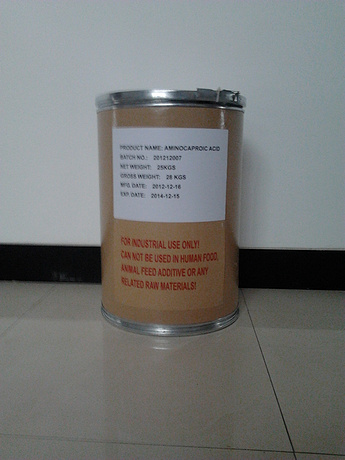 PRODUCT NAME: AMINOCAPROIC ACID
BATCH NO.: 201212007
NET WEIGHT: 25KGS
GROSS WEIGHT: 28 KGS
MFG. DATE: 2012-12-16
EXP. DATE: 2014-12-15
FOR INDUSTRIAL USE ONLY!
CAN NOT BE USED IN HUMAN FOOD,
ANIMAL FEED ADDITIVE OR ANY
RELATED RAW MATERIALS!